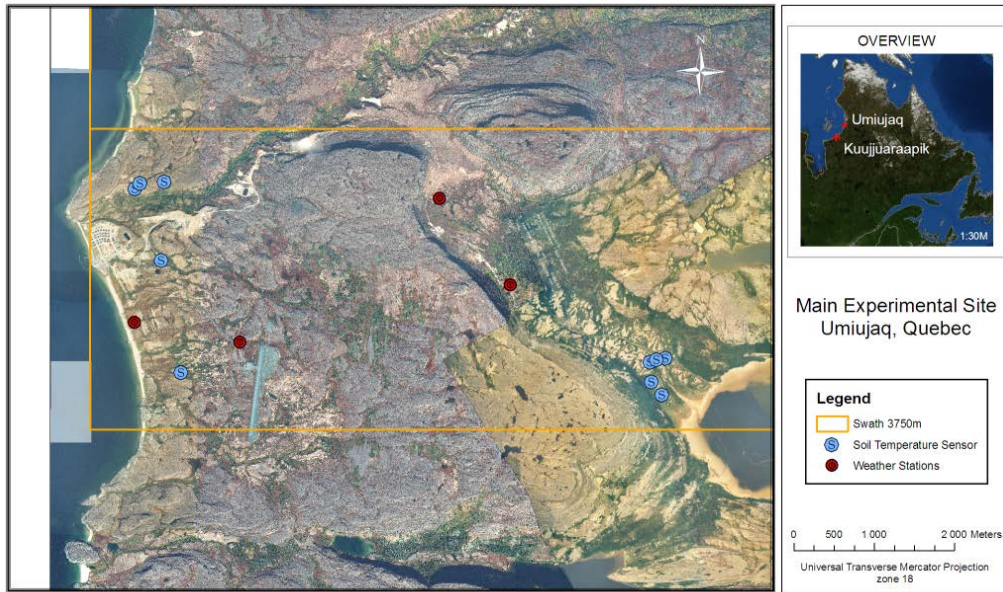 N
OVERVIEW
Umiujaq
Kuujjuaraapik
1:30M
Main Experimental Site
Umiujaq, Quebec
Legend
Swath 3750m
S Soil Temperature Sensor
Weather Stations
0 500 1 000 2 000 Meters
Universal Transverse Mercator Projection
zone 18